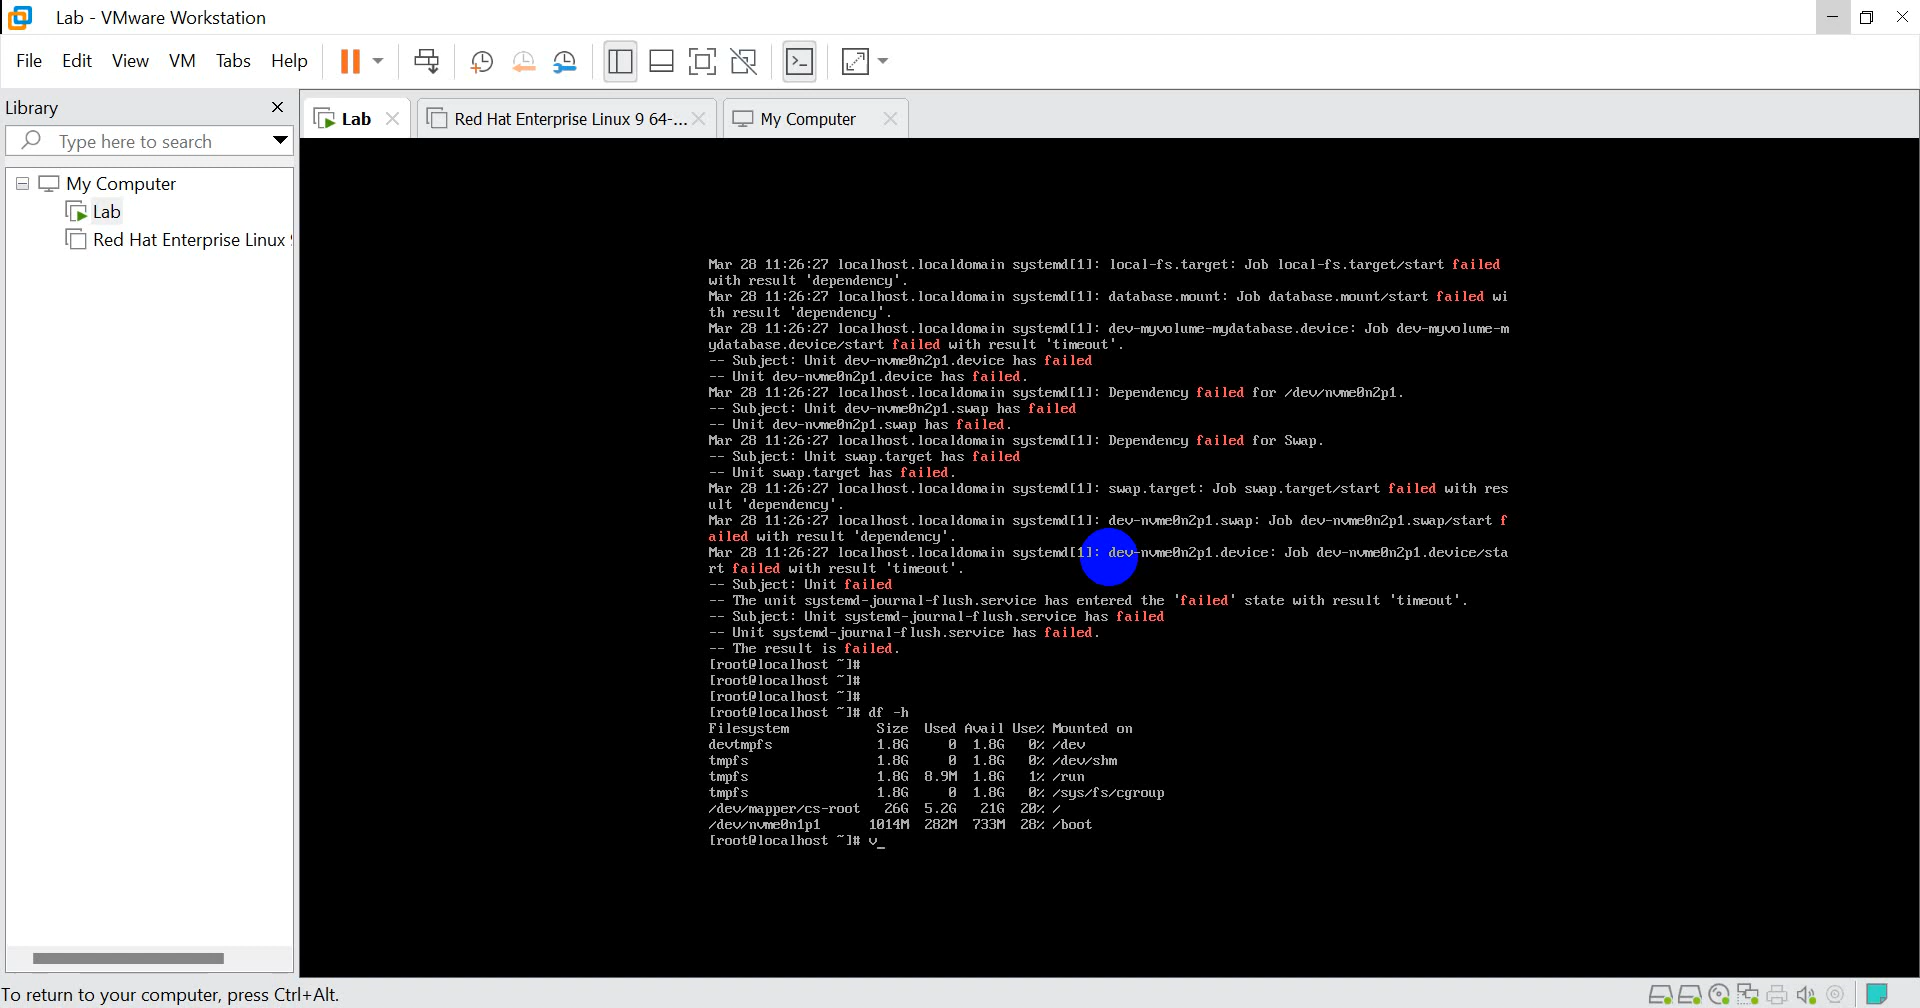 Lab - VMware Workstation
File Edit View VM Tabs Help
Library
Type here to search
My Computer
Lab
Red Hat Enterprise Linux 9
Lab
Red Hat Enterprise Linux 9 64-...
My Computer
Mar 28 11:26:27 localhost.localdomain systemd[1]: local-fs.target: Job local-fs.target/start failed
with result 'dependency'.
Mar 28 11:26:27 localhost.localdomain systemd[1]: database.mount: Job database.mount/start failed wi
th result 'dependency'.
Mar 28 11:26:27 localhost.localdomain systemd[1]: dev-myvolume-mydatabase.device: Job dev-myvolume-m
ydatabase.device/start failed with result 'timeout'.
-- Subject: Unit dev-nvme0n2p1.device has failed
-- Unit dev-nvme0n2p1.device has failed.
Mar 28 11:26:27 localhost.localdomain systemd[1]: Dependency failed for /dev/nvme0n2p1.
-- Subject: Unit dev-nvme0n2p1.swap has failed
-- Unit dev-nvme0n2p1.swap has failed.
Mar 28 11:26:27 localhost.localdomain systemd[1]: Dependency failed for Swap.
-- Subject: Unit swap.target has failed
-- Unit swap.target has failed.
Mar 28 11:26:27 localhost.localdomain systemd[1]: swap.target: Job swap.target/start failed with res
ult 'dependency'.
Mar 28 11:26:27 localhost.localdomain systemd[1]: dev-nvme0n2p1.swap: Job dev-nvme0n2p1.swap/start f
ailed with result 'dependency'.
Mar 28 11:26:27 localhost.localdomain systemd[1]: dev-nvme0n2p1.device: Job dev-nvme0n2p1.device/sta
rt failed with result 'timeout'.
-- Subject: Unit failed
-- The unit systemd-journal-flush.service has entered the 'failed' state with result 'timeout'.
-- Subject: Unit systemd-journal-flush.service has failed
-- Unit systemd-journal-flush.service has failed.
-- The result is failed.
[root@localhost ~]#
[root@localhost ~]#
[root@localhost ~]#
[root@localhost ~]# df -h
Filesystem Size Used Avail Use% Mounted on
devtmpfs 1.8G 0 1.8G 0% /dev
tmpfs 1.8G 0 1.8G 0% /dev/shm
tmpfs 1.8G 8.9M 1.8G 1% /run
tmpfs 1.8G 0 1.8G 0% /sys/fs/cgroup
/dev/mapper/cs-root 26G 5.2G 21G 20% /
/dev/nvme0n1p1 1014M 282M 733M 28% /boot
[root@localhost ~]# v_
To return to your computer, press Ctrl+Alt.